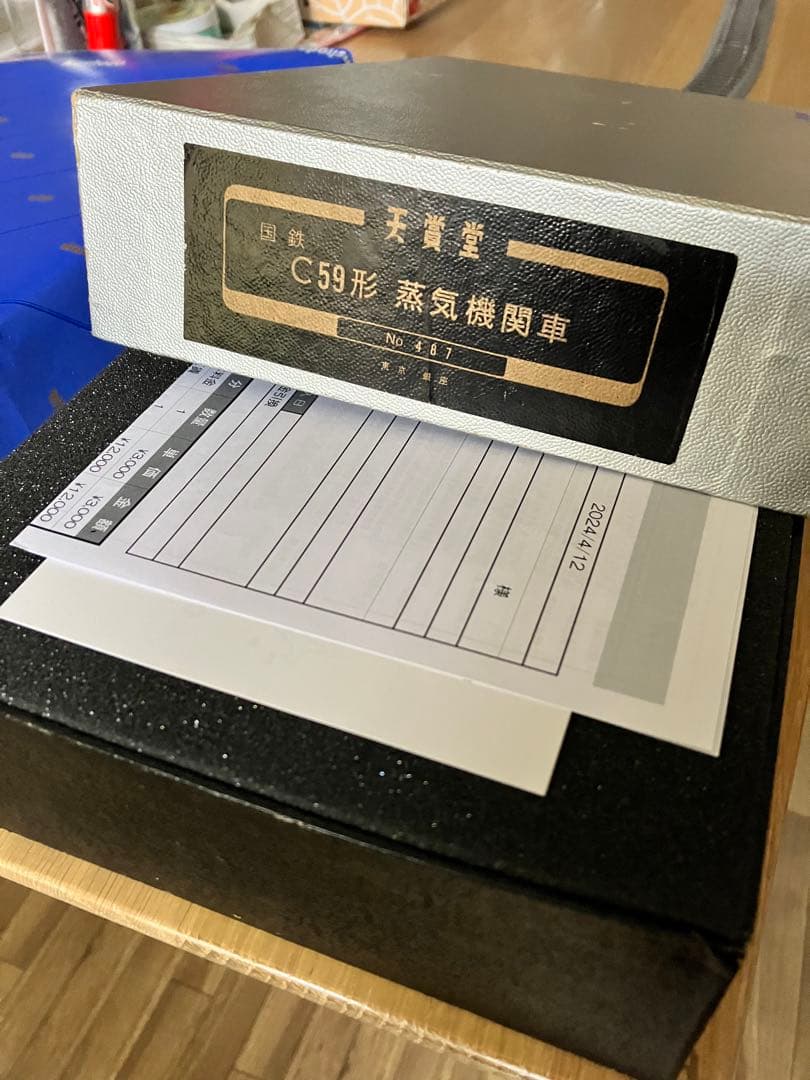 天賞堂
国鉄
C59形 蒸気機関車
No. 487
東京 銀座
2024/4/12
様
数量 単価 金額
1 ¥3,000 ¥3,000
1 ¥12,000 ¥12,000